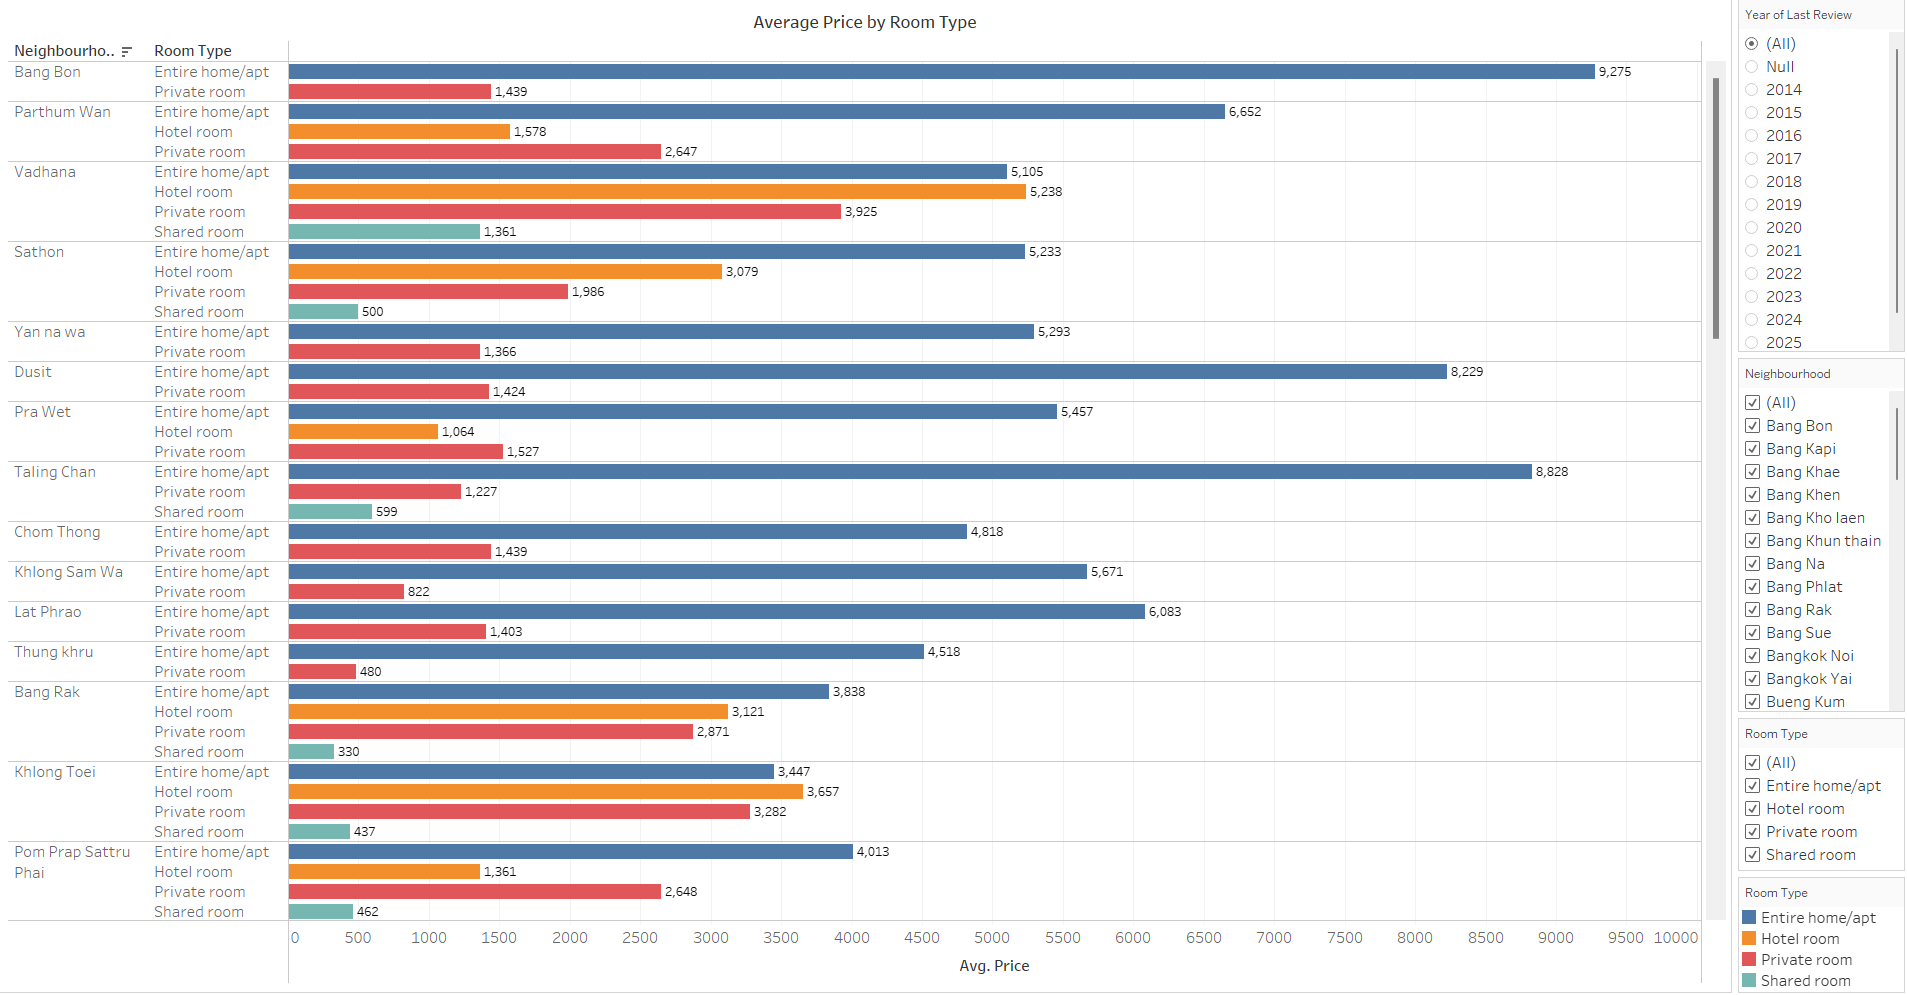 Average Price by Room Type
Neighbourho.. Room Type
Bang Bon Entire home/apt 9,275
Private room 1,439
Parthum Wan Entire home/apt 6,652
Hotel room 1,578
Private room 2,647
Vadhana Entire home/apt 5,105
Hotel room 5,238
Private room 3,925
Shared room 1,361
Sathon Entire home/apt 5,233
Hotel room 3,079
Private room 1,986
Shared room 500
Yan na wa Entire home/apt 5,293
Private room 1,366
Dusit Entire home/apt 8,229
Private room 1,424
Pra Wet Entire home/apt 5,457
Hotel room 1,064
Private room 1,527
Taling Chan Entire home/apt 8,828
Private room 1,227
Shared room 599
Chom Thong Entire home/apt 4,818
Private room 1,439
Khlong Sam Wa Entire home/apt 5,671
Private room 822
Lat Phrao Entire home/apt 6,083
Private room 1,403
Thung khru Entire home/apt 4,518
Private room 480
Bang Rak Entire home/apt 3,838
Hotel room 3,121
Private room 2,871
Shared room 330
Khlong Toei Entire home/apt 3,447
Hotel room 3,657
Private room 3,282
Shared room 437
Pom Prap Sattru Entire home/apt 4,013
Phai Hotel room 1,361
Private room 2,648
Shared room 462
0 500 1000 1500 2000 2500 3000 3500 4000 4500 5000 5500 6000 6500 7000 7500 8000 8500 9000 9500 10000
Avg. Price
Year of Last Review
(All)
Null
2014
2015
2016
2017
2018
2019
2020
2021
2022
2023
2024
2025
Neighbourhood
(All)
Bang Bon
Bang Kapi
Bang Khae
Bang Khen
Bang Kho laen
Bang Khun thain
Bang Na
Bang Phlat
Bang Rak
Bang Sue
Bangkok Noi
Bangkok Yai
Bueng Kum
Room Type
(All)
Entire home/apt
Hotel room
Private room
Shared room
Room Type
Entire home/apt
Hotel room
Private room
Shared room